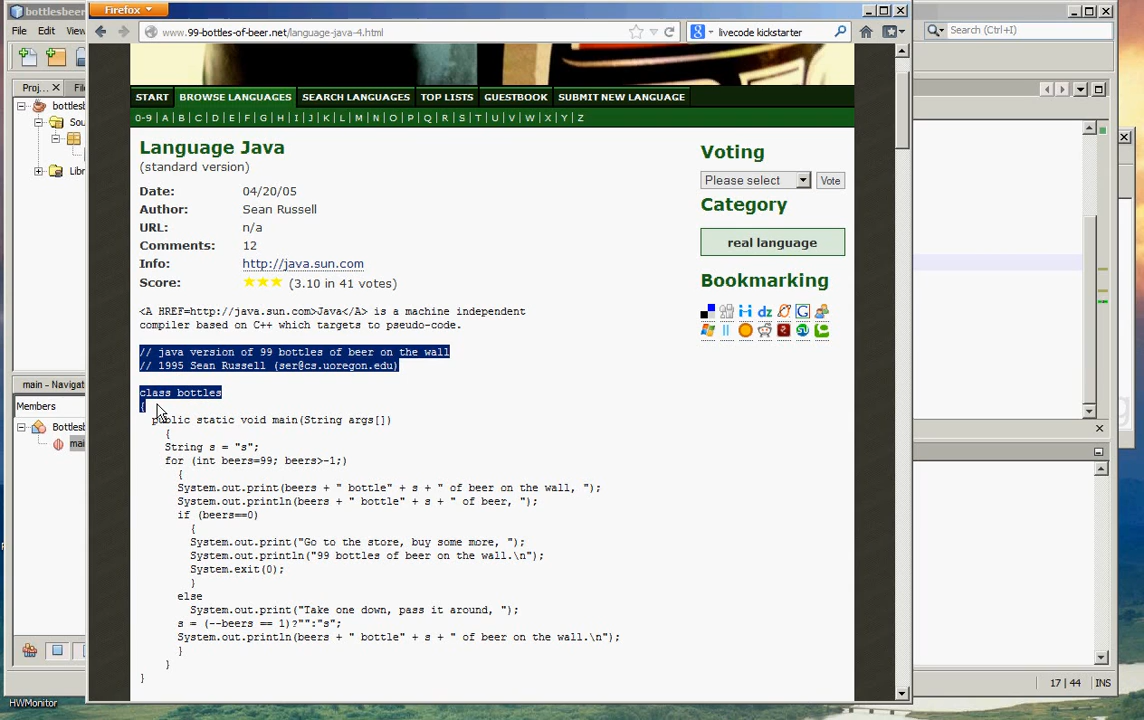 bottlesbeer
Firefox
File
Edit
View
www.99-bottles-of-beer.net/language-java-4.html
livecode kickstarter
Search (Ctrl+I)
START
BROWSE LANGUAGES
SEARCH LANGUAGES
TOP LISTS
GUESTBOOK
SUBMIT NEW LANGUAGE
0-9 | A | B | C | D | E | F | G | H | I | J | K | L | M | N | O | P | Q | R | S | T | U | V | W | X | Y | Z
Proj...
bottlesb
Sou
Libr
main - Navigato
Members
Bottlesb
mai
Language Java
(standard version)
Date: 04/20/05
Author: Sean Russell
URL: n/a
Comments: 12
Info: http://java.sun.com
Score: (3.10 in 41 votes)
Voting
Please select
Vote
Category
real language
Bookmarking
<A HREF=http://java.sun.com>Java</A> is a machine independent
compiler based on C++ which targets to pseudo-code.
// java version of 99 bottles of beer on the wall
// 1995 Sean Russell (ser@cs.uoregon.edu)
class bottles
{
public static void main(String args[])
{
String s = "s";
for (int beers=99; beers>-1;)
{
System.out.print(beers + " bottle" + s + " of beer on the wall, ");
System.out.println(beers + " bottle" + s + " of beer, ");
if (beers==0)
{
System.out.print("Go to the store, buy some more, ");
System.out.println("99 bottles of beer on the wall.\n");
System.exit(0);
}
else
System.out.print("Take one down, pass it around, ");
s = (--beers == 1)?"":"s";
System.out.println(beers + " bottle" + s + " of beer on the wall.\n");
}
}
}
17 | 44
INS
HWMonitor